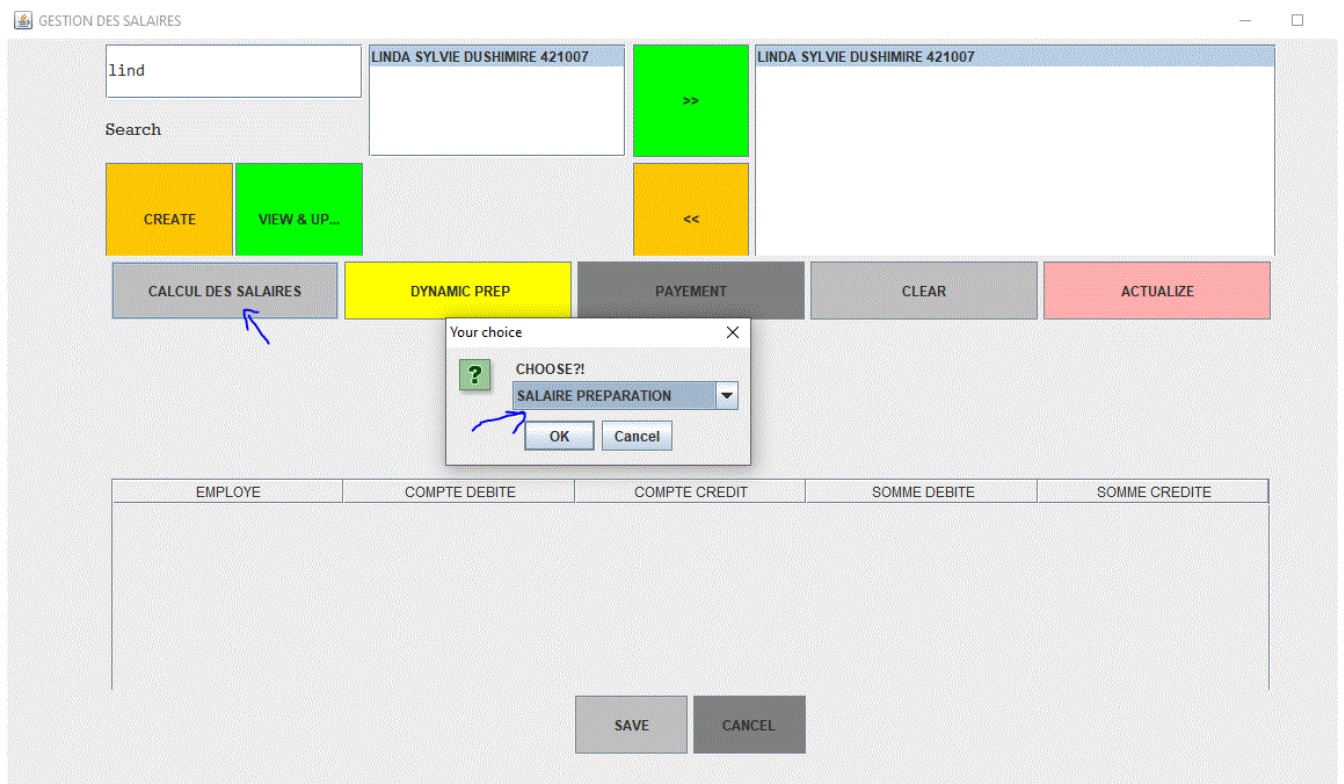 GESTION DES SALAIRES
lind
LINDA SYLVIE DUSHIMIRE 421007
>>
LINDA SYLVIE DUSHIMIRE 421007
Search
CREATE
VIEW & UP...
<<
CALCUL DES SALAIRES
DYNAMIC PREP
PAYEMENT
CLEAR
ACTUALIZE
Your choice
?
CHOOSE?!
SALAIRE PREPARATION
OK
Cancel
EMPLOYE
COMPTE DEBITE
COMPTE CREDIT
SOMME DEBITE
SOMME CREDITE
SAVE
CANCEL